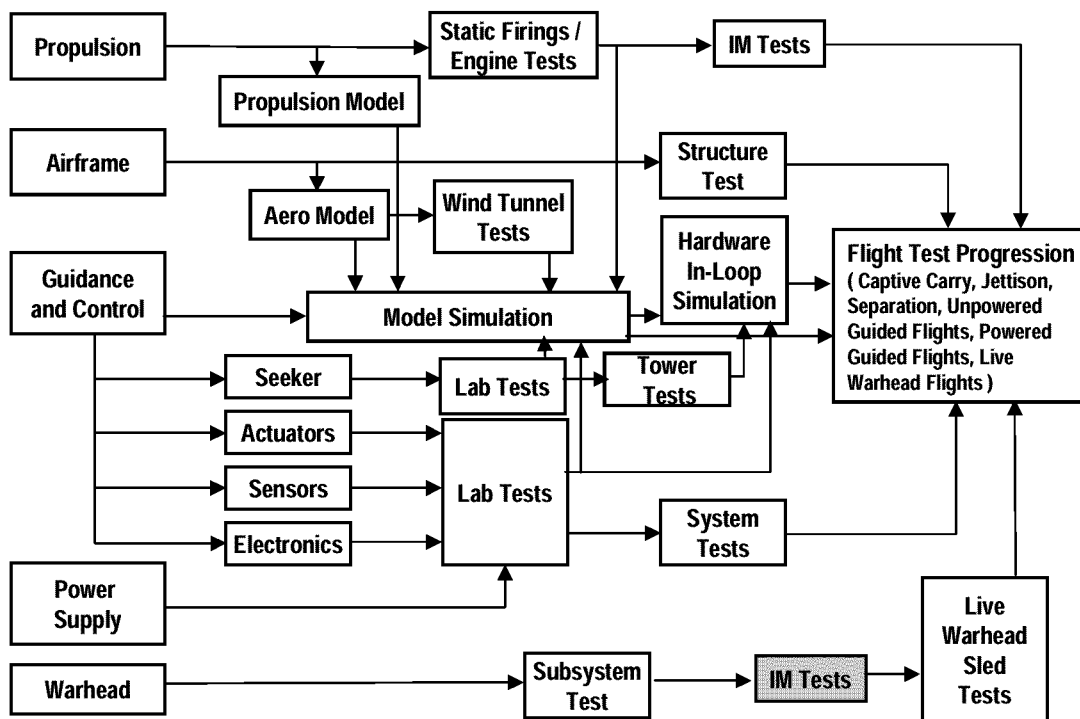 Propulsion
Static Firings /
Engine Tests
IM Tests
Propulsion Model
Airframe
Structure
Test
Aero Model
Wind Tunnel
Tests
Hardware
In-Loop
Simulation
Flight Test Progression
( Captive Carry, Jettison,
Separation, Unpowered
Guided Flights, Powered
Guided Flights, Live
Warhead Flights )
Guidance
and Control
Model Simulation
Seeker
Lab Tests
Tower
Tests
Actuators
Sensors
Lab Tests
Electronics
System
Tests
Power
Supply
Live
Warhead
Sled
Tests
Warhead
Subsystem
Test
IM Tests